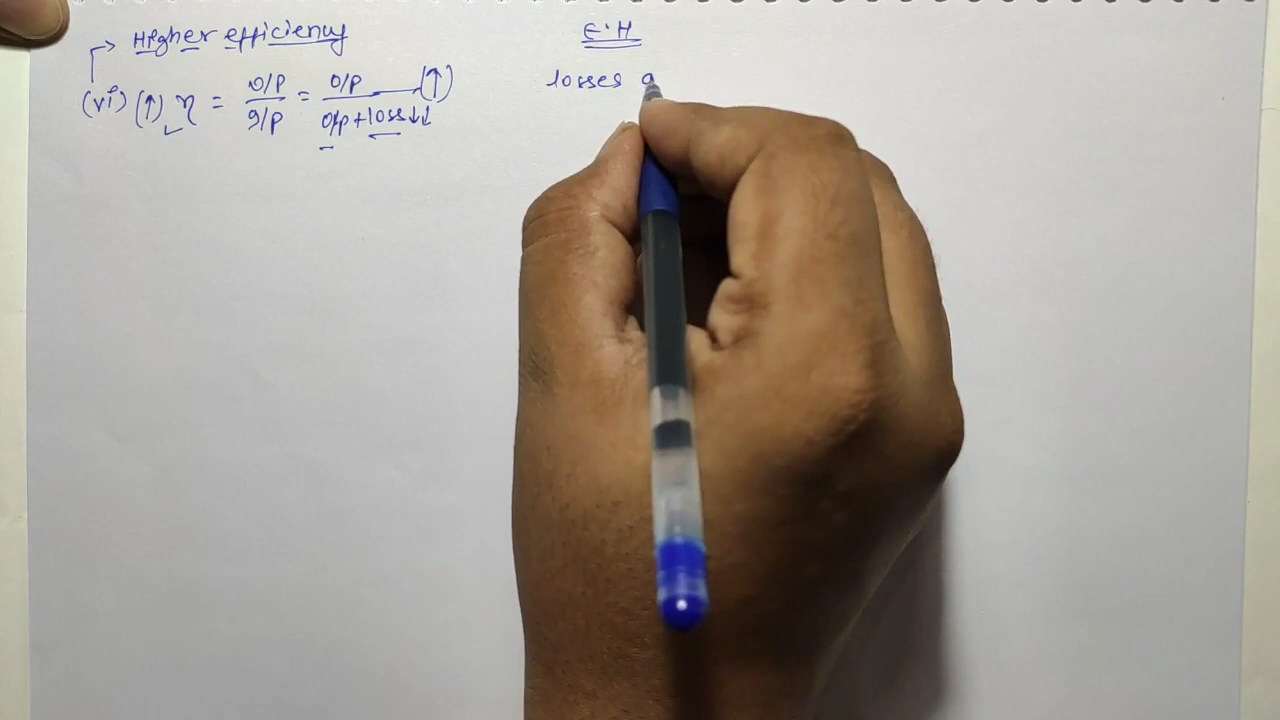 Higher efficiency
(vi) (↑) η = O/P / I/P = O/P / O/p + loss↓↓ (↑)
E.H
losses a